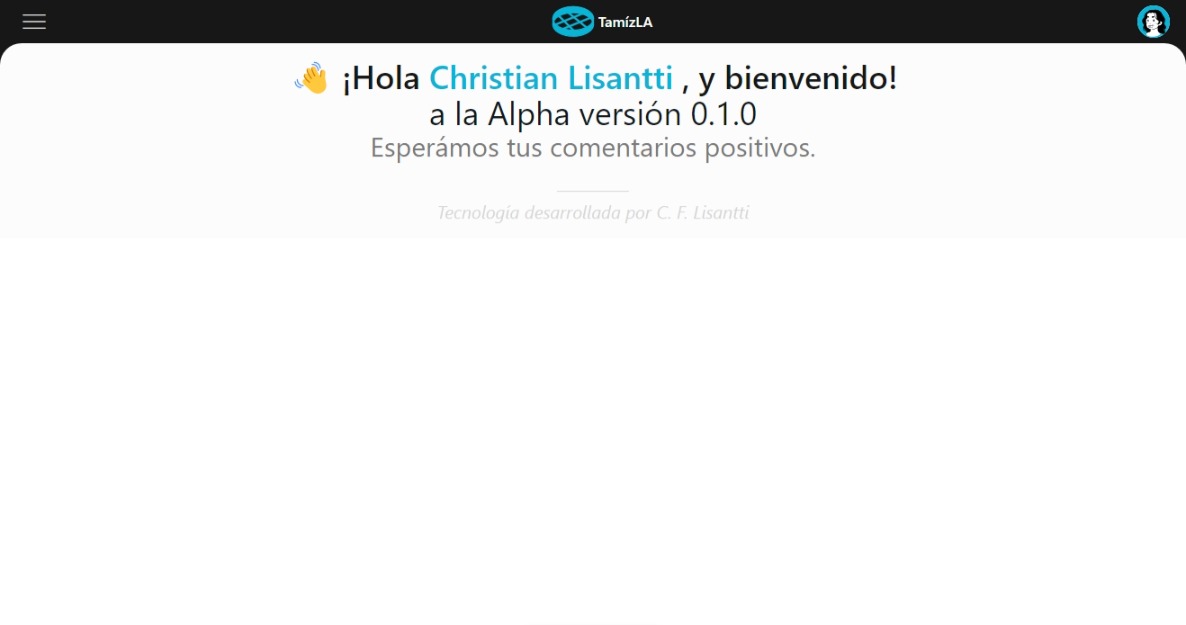 TamízLA
👋 ¡Hola Christian Lisantti , y bienvenido!
a la Alpha versión 0.1.0
Esperámos tus comentarios positivos.
Tecnología desarrollada por C. F. Lisantti